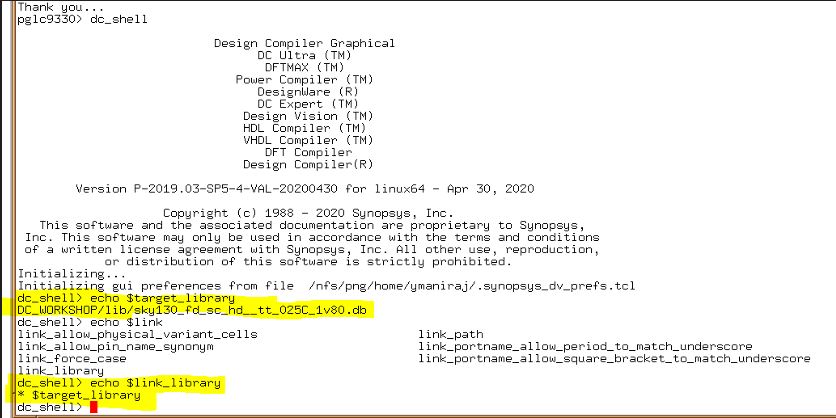 Thank you...
pglc9330> dc_shell
Design Compiler Graphical
DC Ultra (TM)
DFTMAX (TM)
Power Compiler (TM)
DesignWare (R)
DC Expert (TM)
Design Vision (TM)
HDL Compiler (TM)
VHDL Compiler (TM)
DFT Compiler
Design Compiler(R)
Version P-2019.03-SP5-4-VAL-20200430 for linux64 - Apr 30, 2020
Copyright (c) 1988 - 2020 Synopsys, Inc.
This software and the associated documentation are proprietary to Synopsys,
Inc. This software may only be used in accordance with the terms and conditions
of a written license agreement with Synopsys, Inc. All other use, reproduction,
or distribution of this software is strictly prohibited.
Initializing...
Initializing gui preferences from file  /nfs/png/home/ymaniraj/.synopsys_dv_prefs.tcl
dc_shell> echo $target_library
DC_WORKSHOP/lib/sky130_fd_sc_hd__tt_025C_1v80.db
dc_shell> echo $link
link_allow_physical_variant_cells link_path
link_allow_pin_name_synonym link_portname_allow_period_to_match_underscore
link_force_case link_portname_allow_square_bracket_to_match_underscore
link_library
dc_shell> echo $link_library
* $target_library
dc_shell>